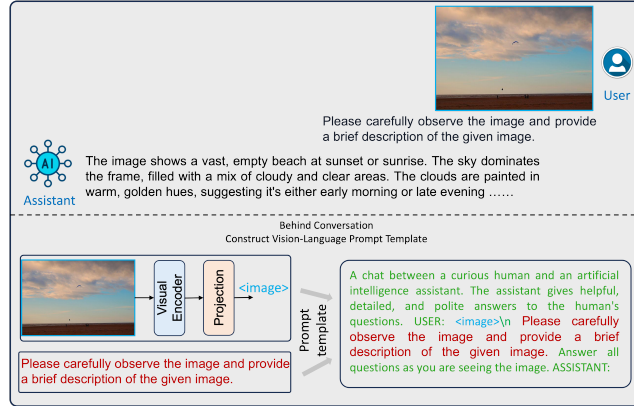 User
Please carefully observe the image and provide
a brief description of the given image.
AI
Assistant
The image shows a vast, empty beach at sunset or sunrise. The sky dominates
the frame, filled with a mix of cloudy and clear areas. The clouds are painted in
warm, golden hues, suggesting it's either early morning or late evening ……
Behind Conversation
Construct Vision-Language Prompt Template
Visual
Encoder
Projection
<image>
Please carefully observe the image and provide
a brief description of the given image.
Prompt
template
A chat between a curious human and an artificial
intelligence assistant. The assistant gives helpful,
detailed, and polite answers to the human's
questions. USER: <image>\n Please carefully
observe the image and provide a brief
description of the given image. Answer all
questions as you are seeing the image. ASSISTANT: